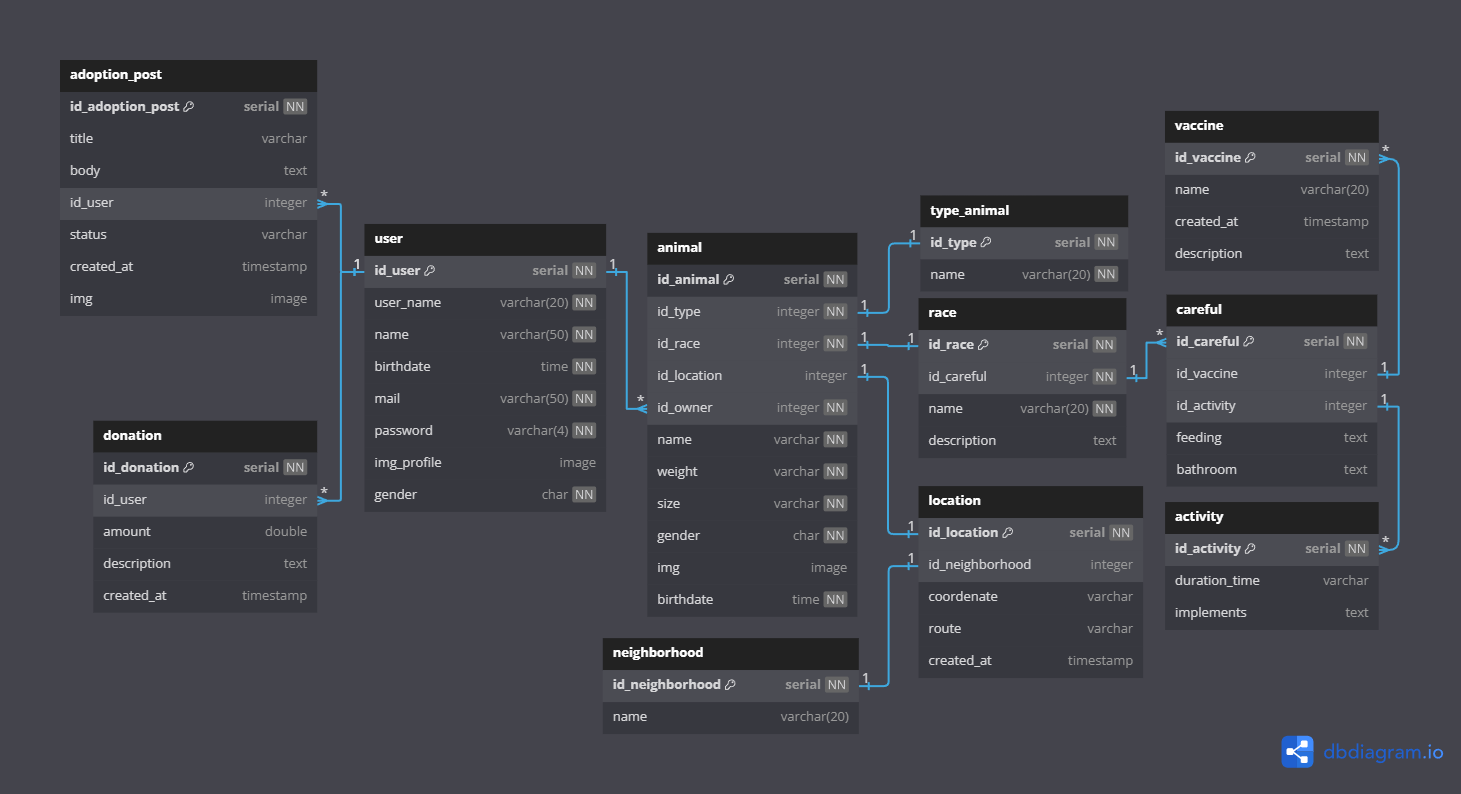 adoption_post
id_adoption_post serial NN
title varchar
body text
id_user integer
status varchar
created_at timestamp
img image
*
1
donation
id_donation serial NN
id_user integer
amount double
description text
created_at timestamp
*
user
id_user serial NN
user_name varchar(20) NN
name varchar(50) NN
birthdate time NN
mail varchar(50) NN
password varchar(4) NN
img_profile image
gender char NN
1
*
animal
id_animal serial NN
id_type integer NN
id_race integer NN
id_location integer
id_owner integer NN
name varchar NN
weight varchar NN
size varchar NN
gender char NN
img image
birthdate time NN
1
1
1
neighborhood
id_neighborhood serial NN
name varchar(20)
1
type_animal
id_type serial NN
name varchar(20) NN
1
race
id_race serial NN
id_careful integer NN
name varchar(20) NN
description text
1
1
location
id_location serial NN
id_neighborhood integer
coordenate varchar
route varchar
created_at timestamp
1
1
vaccine
id_vaccine serial NN
name varchar(20)
created_at timestamp
description text
*
careful
id_careful serial NN
id_vaccine integer
id_activity integer
feeding text
bathroom text
*
1
1
activity
id_activity serial NN
duration_time varchar
implements text
*
dbdiagram.io